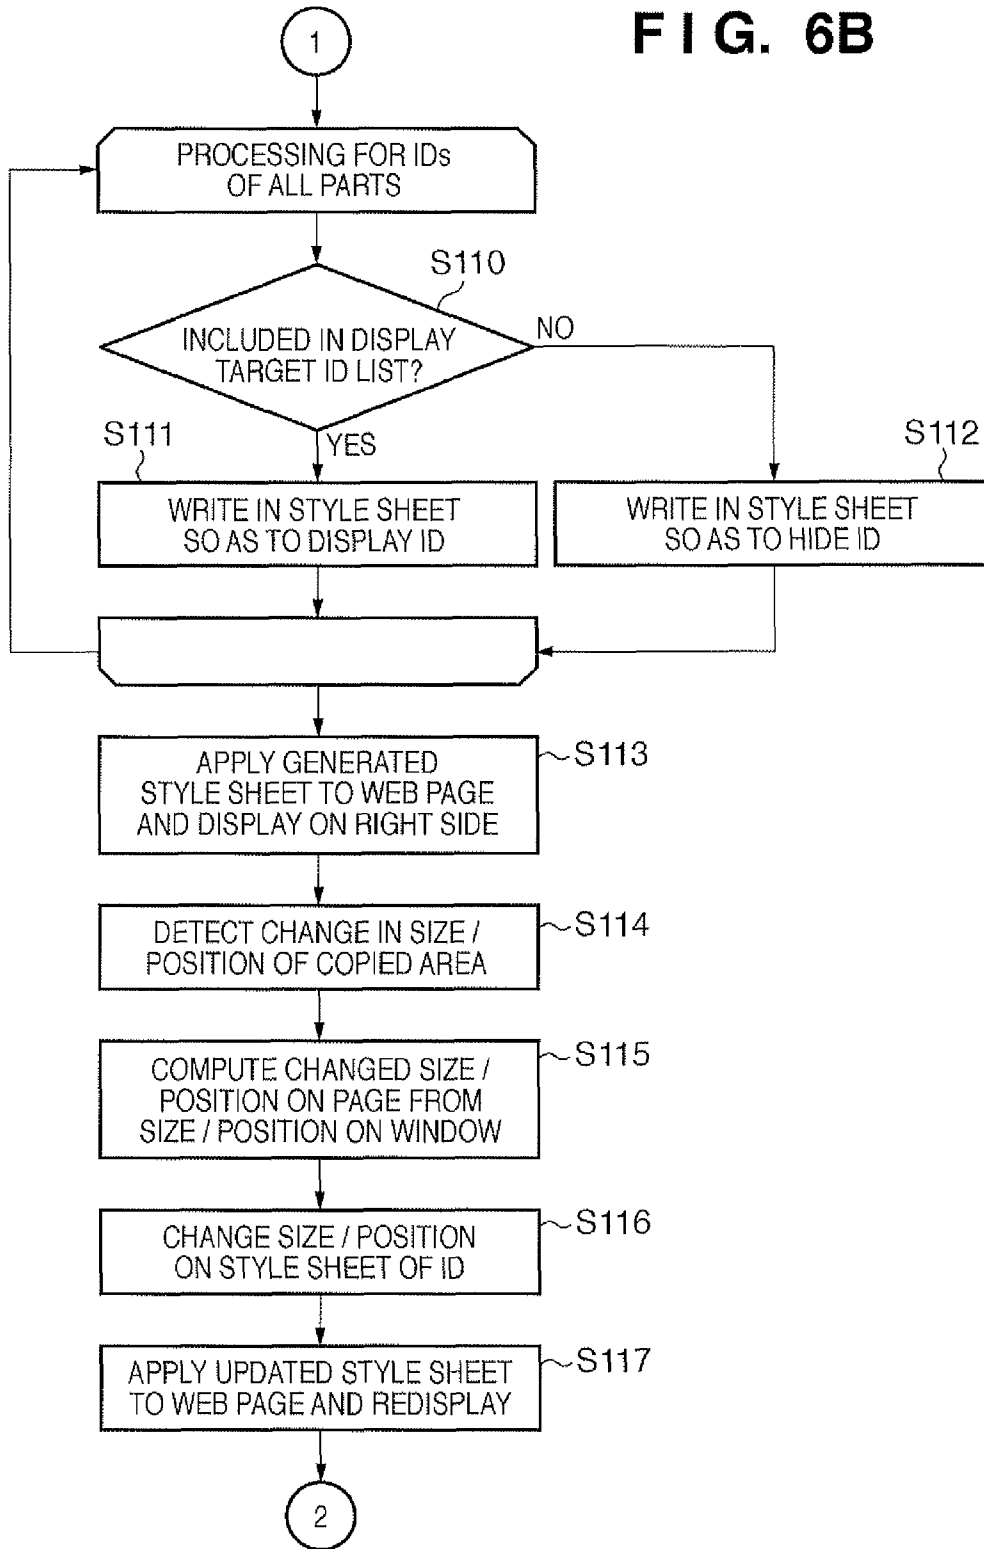 FIG. 6B
1
PROCESSING FOR IDs
OF ALL PARTS
S110
INCLUDED IN DISPLAY
TARGET ID LIST?
NO
YES
S111
WRITE IN STYLE SHEET
SO AS TO DISPLAY ID
S112
WRITE IN STYLE SHEET
SO AS TO HIDE ID
APPLY GENERATED
STYLE SHEET TO WEB PAGE
AND DISPLAY ON RIGHT SIDE
S113
DETECT CHANGE IN SIZE /
POSITION OF COPIED AREA
S114
COMPUTE CHANGED SIZE /
POSITION ON PAGE FROM
SIZE / POSITION ON WINDOW
S115
CHANGE SIZE / POSITION
ON STYLE SHEET OF ID
S116
APPLY UPDATED STYLE SHEET
TO WEB PAGE AND REDISPLAY
S117
2